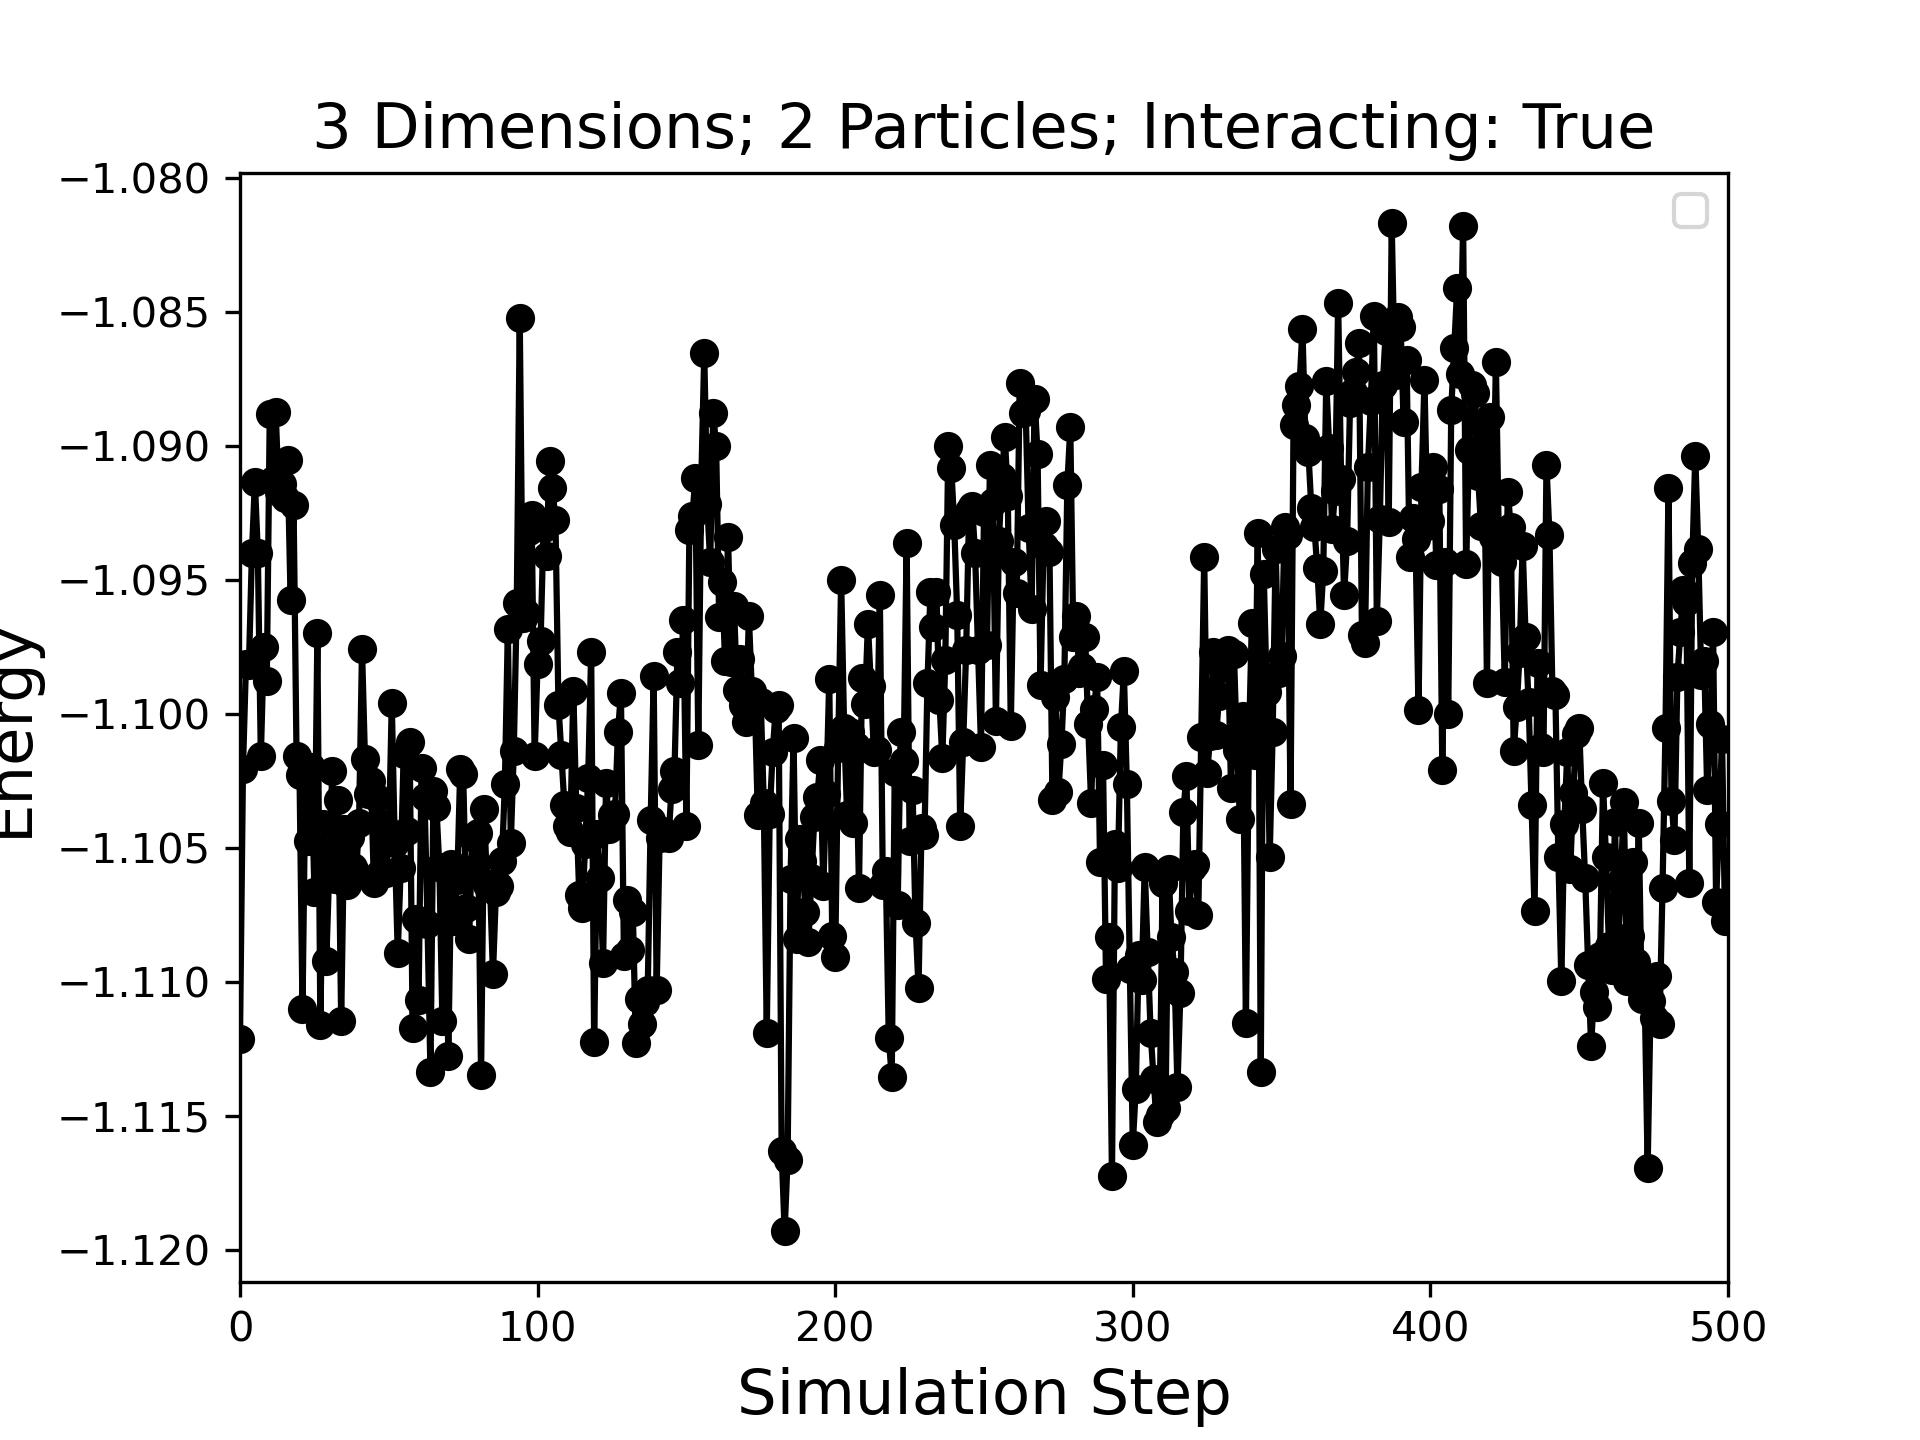 3 Dimensions; 2 Particles; Interacting: True
−1.080
−1.085
−1.090
−1.095
−1.100
−1.105
−1.110
−1.115
−1.120
Energy
0 100 200 300 400 500
Simulation Step